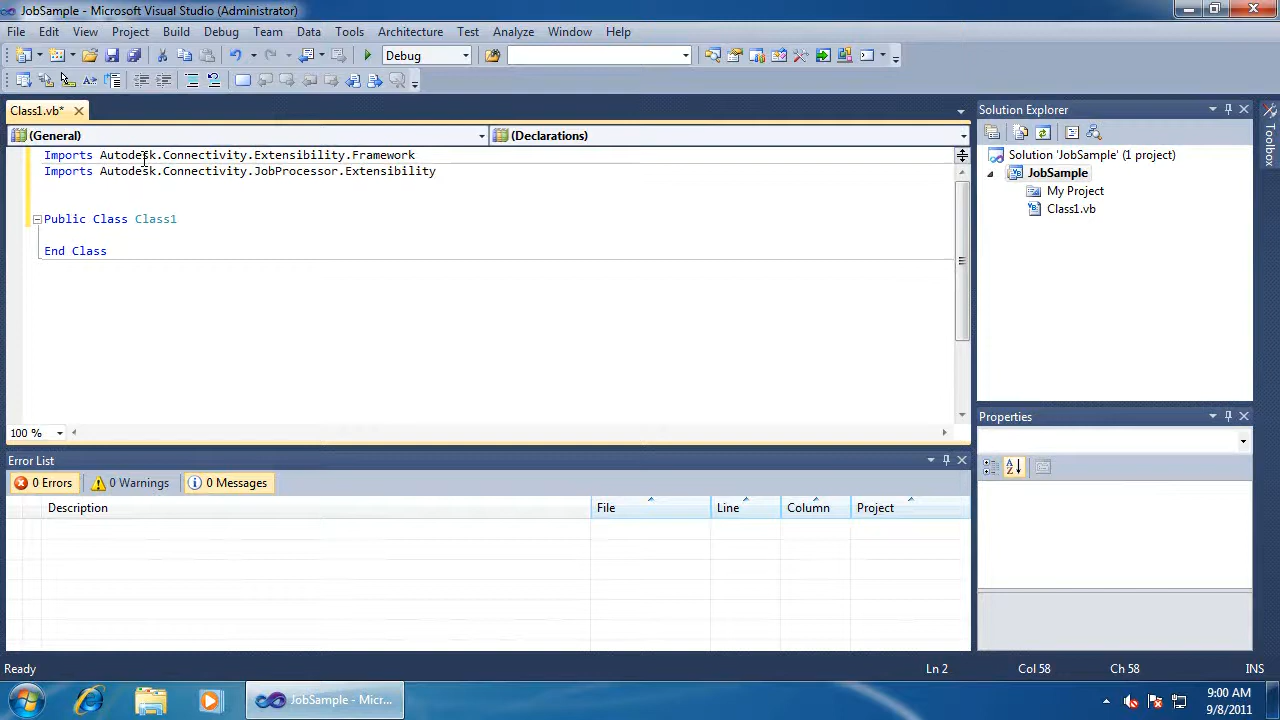 JobSample - Microsoft Visual Studio (Administrator)
File Edit View Project Build Debug Team Data Tools Architecture Test Analyze Window Help
Debug
Class1.vb*
(General) (Declarations)
Imports Autodesk.Connectivity.Extensibility.Framework
Imports Autodesk.Connectivity.JobProcessor.Extensibility
Public Class Class1
End Class
100 %
Solution Explorer
Solution 'JobSample' (1 project)
JobSample
My Project
Class1.vb
Toolbox
Properties
Error List
0 Errors 0 Warnings 0 Messages
Description File Line Column Project
Ready Ln 2 Col 58 Ch 58 INS
JobSample - Micr...
9:00 AM
9/8/2011